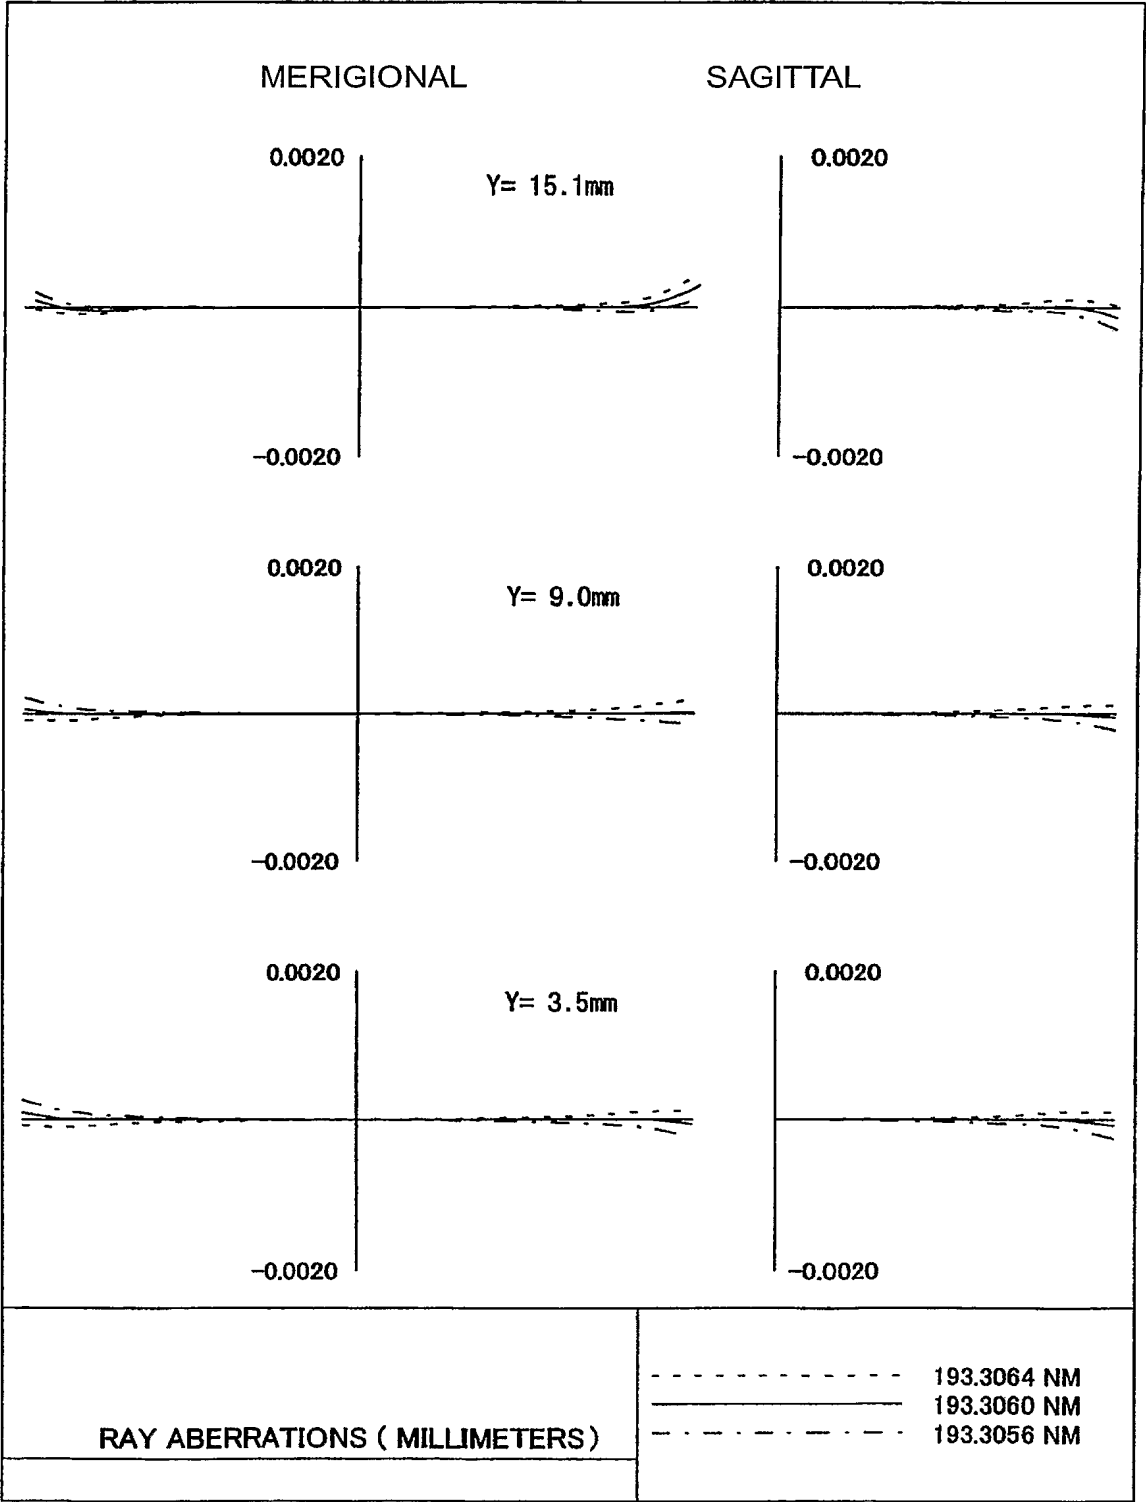 MERIGIONAL SAGITTAL
0.0020 0.0020
Y= 15.1mm
-0.0020 -0.0020
0.0020 0.0020
Y= 9.0mm
-0.0020 -0.0020
0.0020 0.0020
Y= 3.5mm
-0.0020 -0.0020
193.3064 NM
193.3060 NM
193.3056 NM
RAY ABERRATIONS ( MILLIMETERS)